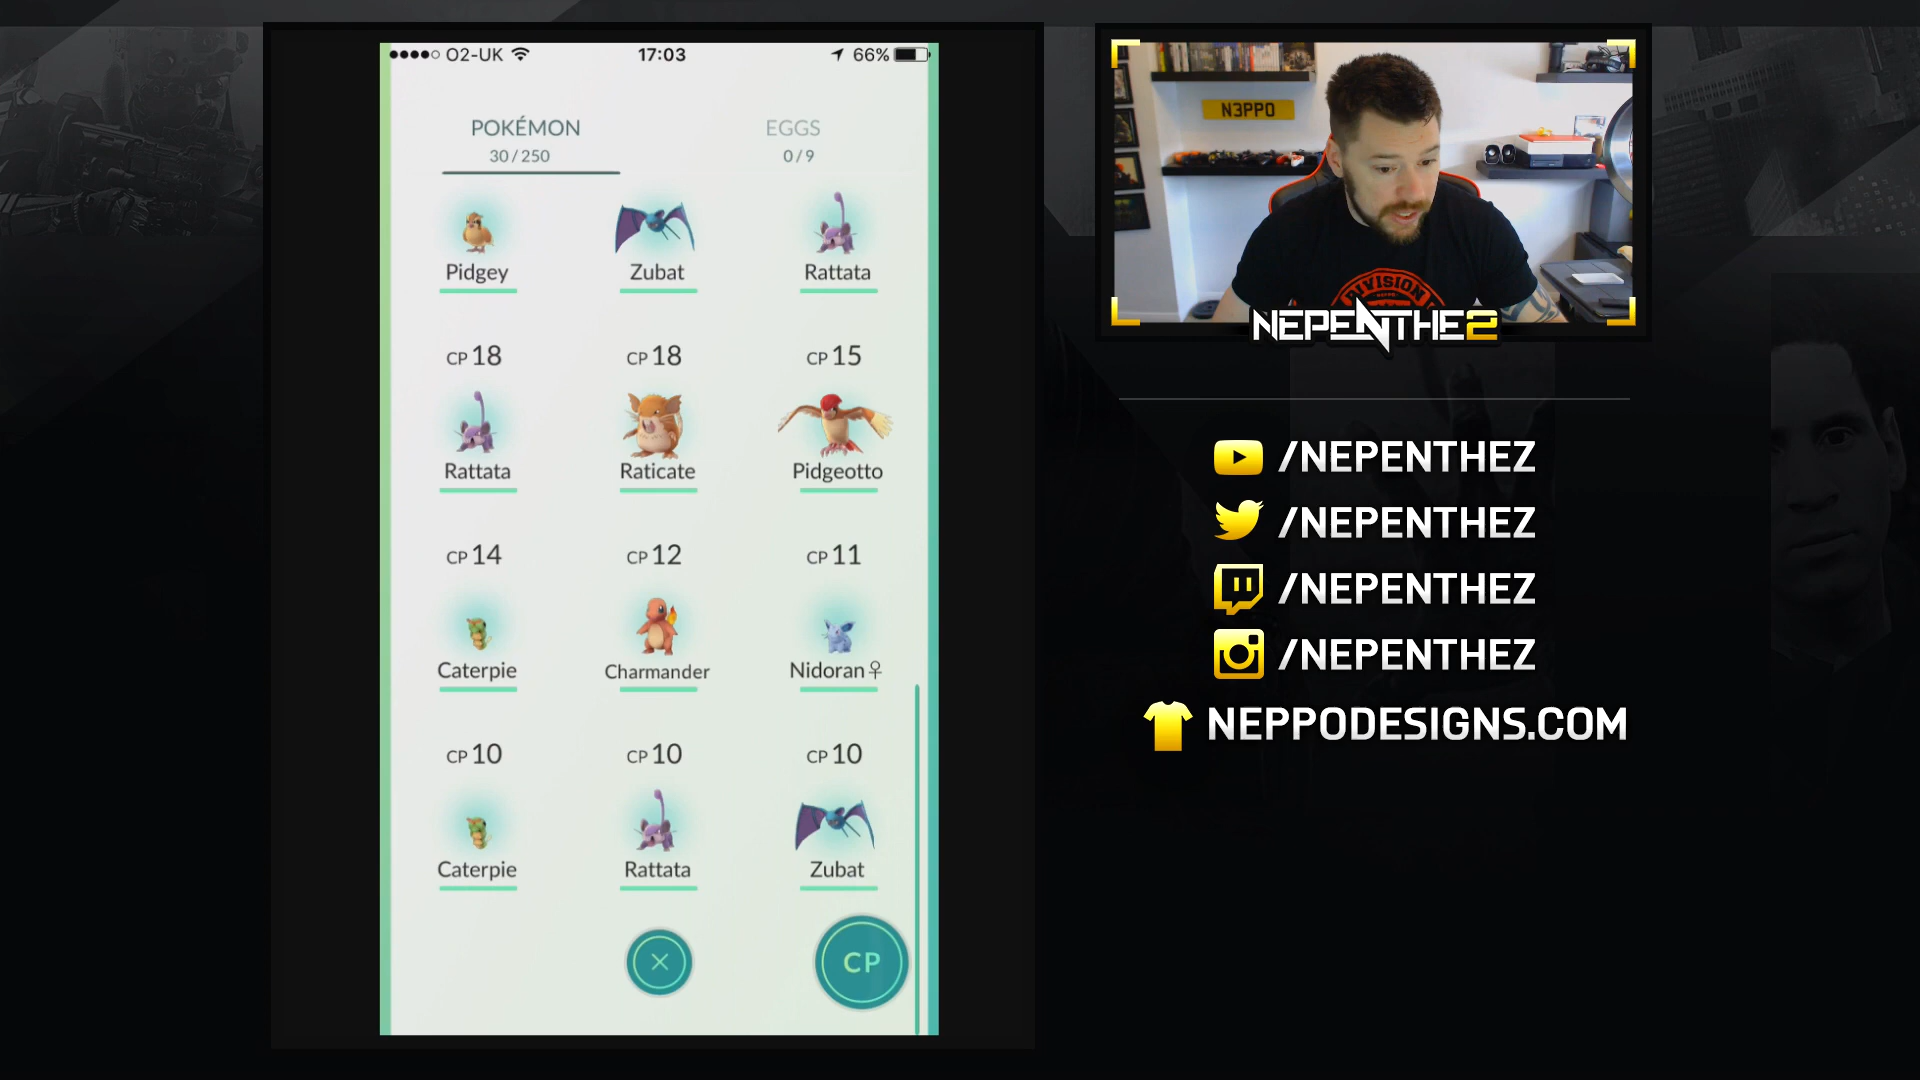 O2-UK 17:03 66%
POKÉMON EGGS
30/250 0/9
Pidgey Zubat Rattata
CP 18 CP 18 CP 15
Rattata Raticate Pidgeotto
CP 14 CP 12 CP 11
Caterpie Charmander Nidoran♀
CP 10 CP 10 CP 10
Caterpie Rattata Zubat
CP
N3PPO
DIVISION
NEPENTHE2
/NEPENTHEZ
/NEPENTHEZ
/NEPENTHEZ
/NEPENTHEZ
NEPPODESIGNS.COM